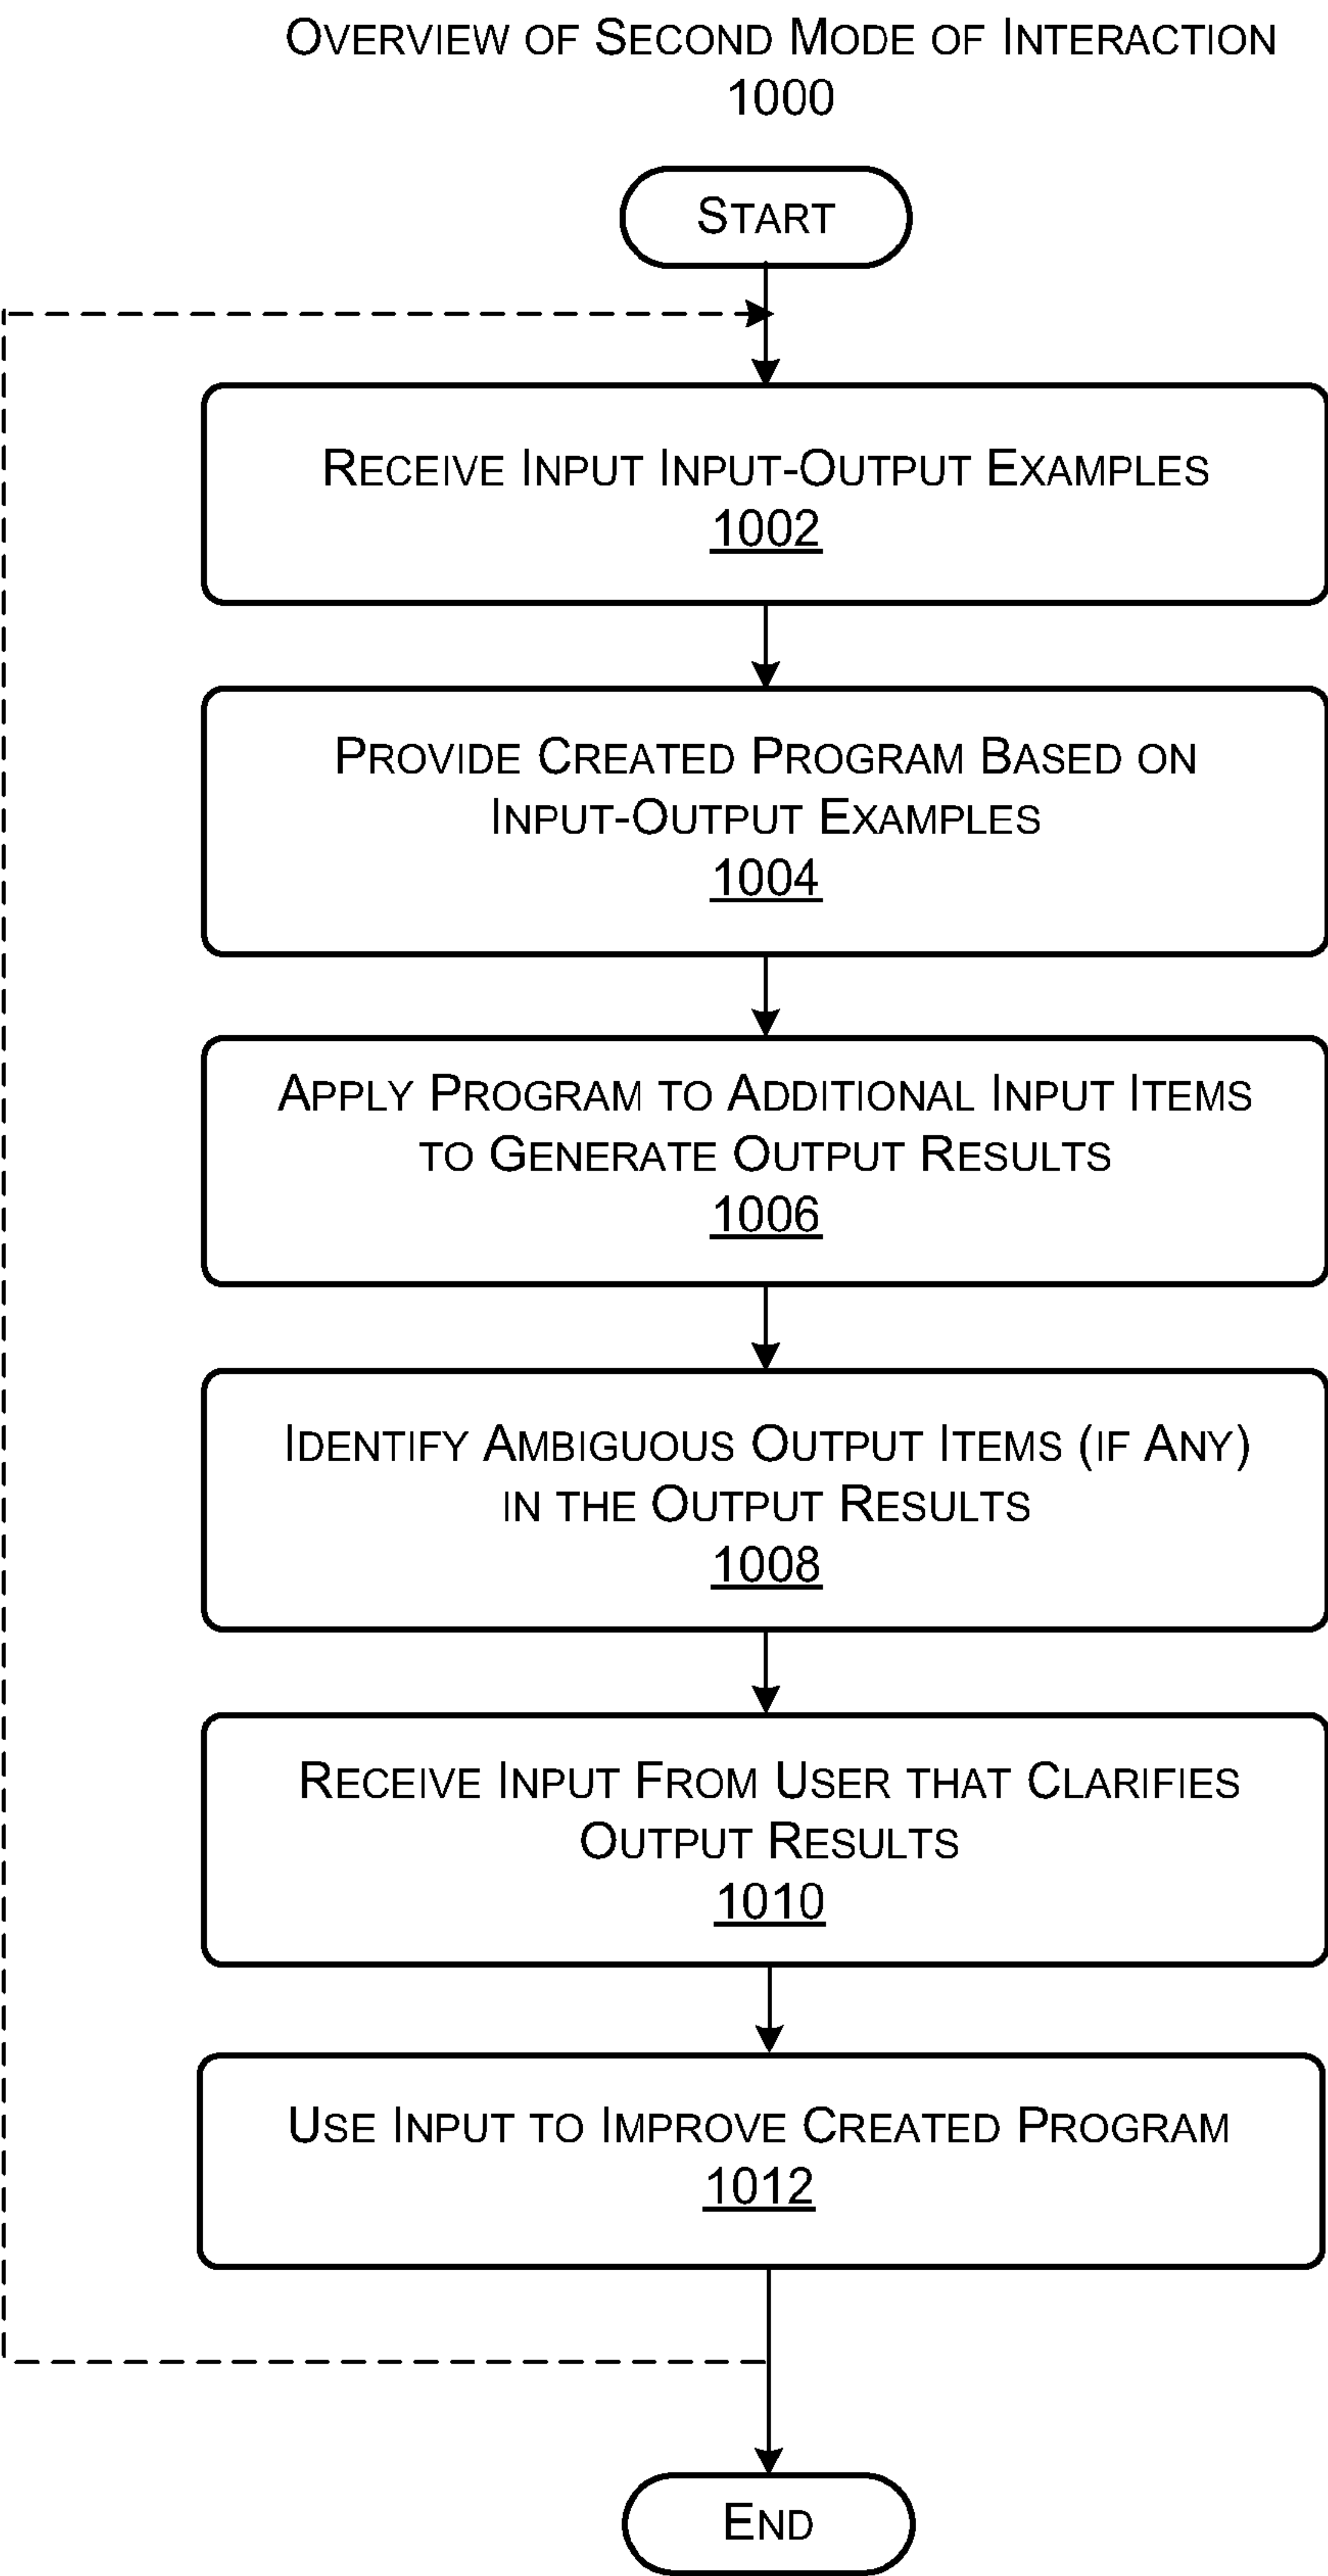 OVERVIEW OF SECOND MODE OF INTERACTION
1000
START
RECEIVE INPUT INPUT-OUTPUT EXAMPLES
1002
PROVIDE CREATED PROGRAM BASED ON
INPUT-OUTPUT EXAMPLES
1004
APPLY PROGRAM TO ADDITIONAL INPUT ITEMS
TO GENERATE OUTPUT RESULTS
1006
IDENTIFY AMBIGUOUS OUTPUT ITEMS (IF ANY)
IN THE OUTPUT RESULTS
1008
RECEIVE INPUT FROM USER THAT CLARIFIES
OUTPUT RESULTS
1010
USE INPUT TO IMPROVE CREATED PROGRAM
1012
END